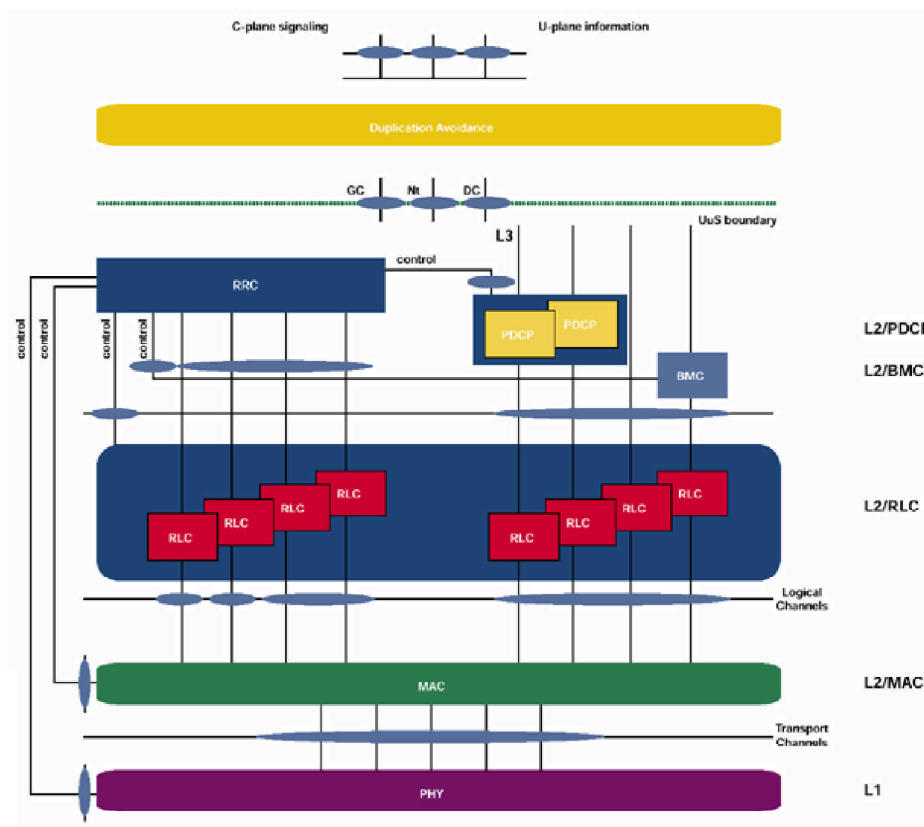 C-plane signaling
U-plane information
Duplication Avoidance
GC
Nt
DC
UuS boundary
L3
control
RRC
control
control
control
control
PDCP
PDCP
L2/PDCP
BMC
L2/BMC
RLC
RLC
RLC
RLC
RLC
RLC
RLC
RLC
L2/RLC
Logical
Channels
MAC
L2/MAC
Transport
Channels
PHY
L1